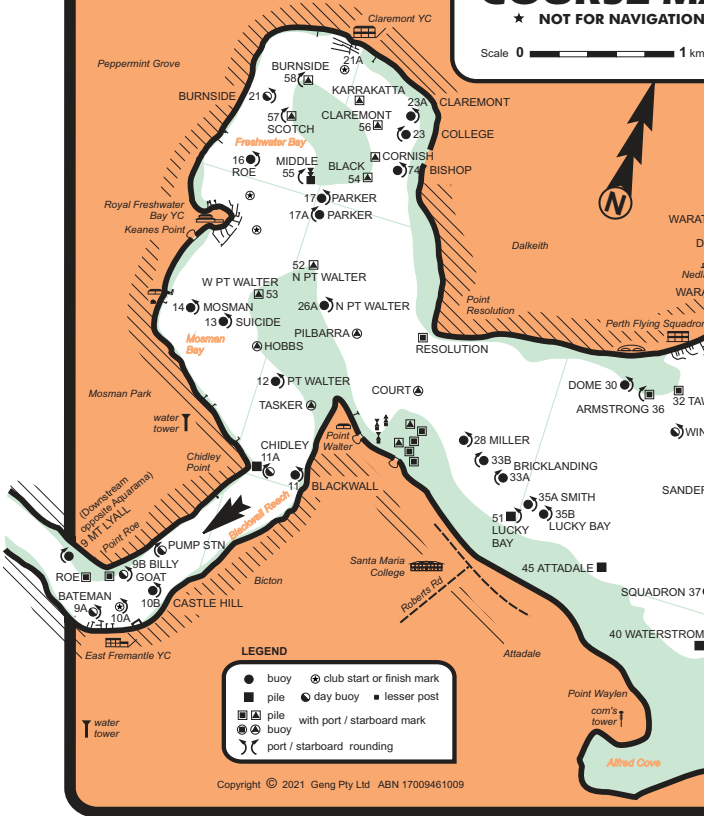 ★ NOT FOR NAVIGATION
Scale 0 1 km
Claremont YC
Peppermint Grove
BURNSIDE
58
21A
BURNSIDE 21
KARRAKATTA
23A CLAREMONT
57
SCOTCH
CLAREMONT
56
23 COLLEGE
Freshwater Bay
16
ROE
MIDDLE
55
BLACK
54
CORNISH
74 BISHOP
17 PARKER
17A PARKER
Royal Freshwater
Bay YC
Keanes Point
N
WARAT
D
Dalkeith
Nedl
WARA
52
N PT WALTER
W PT WALTER
53
14 MOSMAN
13 SUICIDE
26A N PT WALTER
Point
Resolution
Mosman
Bay
HOBBS
PILBARRA
RESOLUTION
Perth Flying Squadron
12 PT WALTER
COURT
DOME 30
ARMSTRONG 36
32 TAW
Mosman Park
TASKER
water
tower
Point
Walter
WIN
28 MILLER
Chidley
Point
CHIDLEY
11A
33B
BRICKLANDING
33A
11
BLACKWALL
Blackwall Reach
SANDER
35A SMITH
35B
LUCKY BAY
51
LUCKY
BAY
(Downstream
opposite Aquarama)
9 MT LYALL
Point Roe
PUMP STN
ROE
9B BILLY
GOAT
Bicton
Santa Maria
College
Roberts Rd
45 ATTADALE
SQUADRON 37
BATEMAN
9A
10A
10B
CASTLE HILL
East Fremantle YC
40 WATERSTROM
Attadale
LEGEND
buoy club start or finish mark
pile day buoy lesser post
pile
with port / starboard mark
buoy
port / starboard rounding
Point Waylen
com's
tower
water
tower
Alfred Cove
Copyright © 2021 Geng Pty Ltd ABN 17009461009